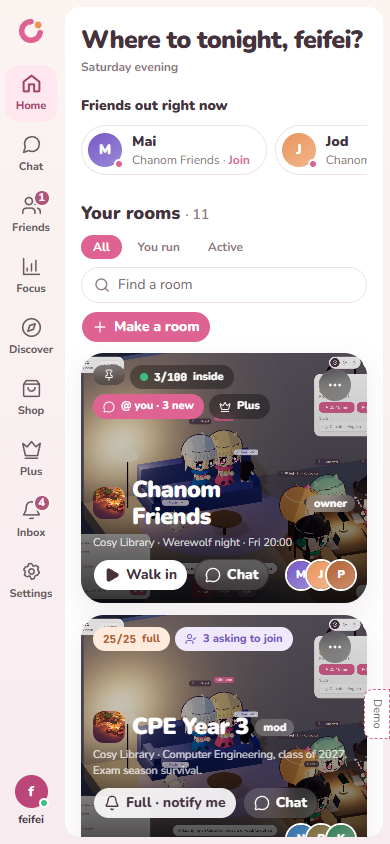 Where to tonight, feifei?
Saturday evening
Home
Friends out right now
M
Mai
Chanom Friends · Join
J
Jod
Chanom
Chat
1
Friends
Your rooms · 11
All
You run
Active
Focus
Find a room
Make a room
Discover
3/100 inside
@ you · 3 new
Plus
Shop
Plus
Chanom
Friends
owner
4
Inbox
Cosy Library · Werewolf night · Fri 20:00
Walk in
Chat
M
J
P
Settings
25/25 full
3 asking to join
Demo
CPE Year 3
mod
Cosy Library · Computer Engineering, class of 2027.
Exam season survival.
f
feifei
Full · notify me
Chat